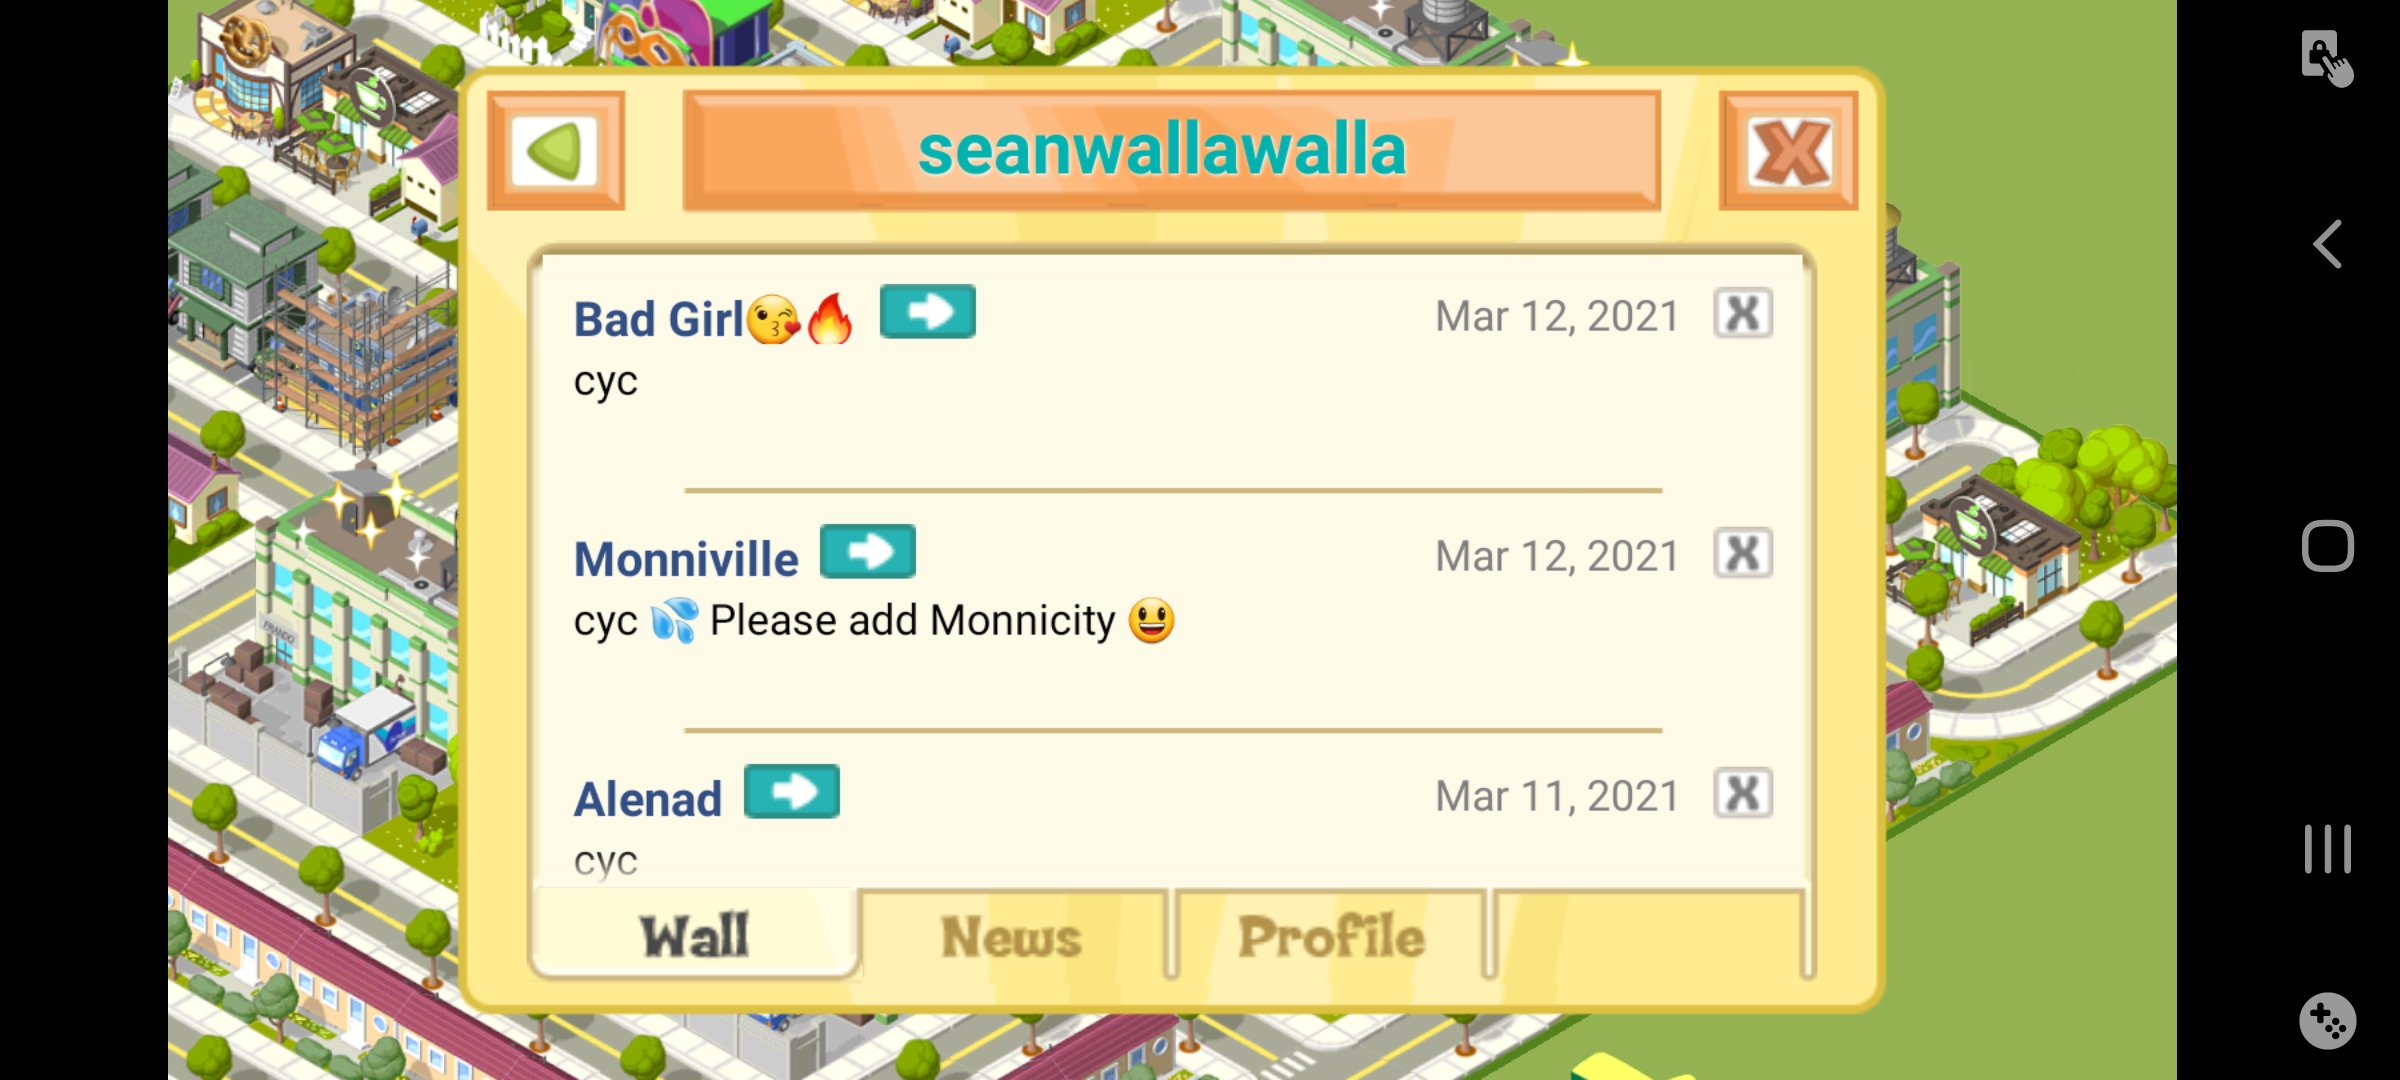 seanwallawalla
Bad Girl😘🔥 Mar 12, 2021
cyc
Monniville Mar 12, 2021
cyc 💦 Please add Monnicity 😃
Alenad Mar 11, 2021
cyc
Wall News Profile
FRANGO